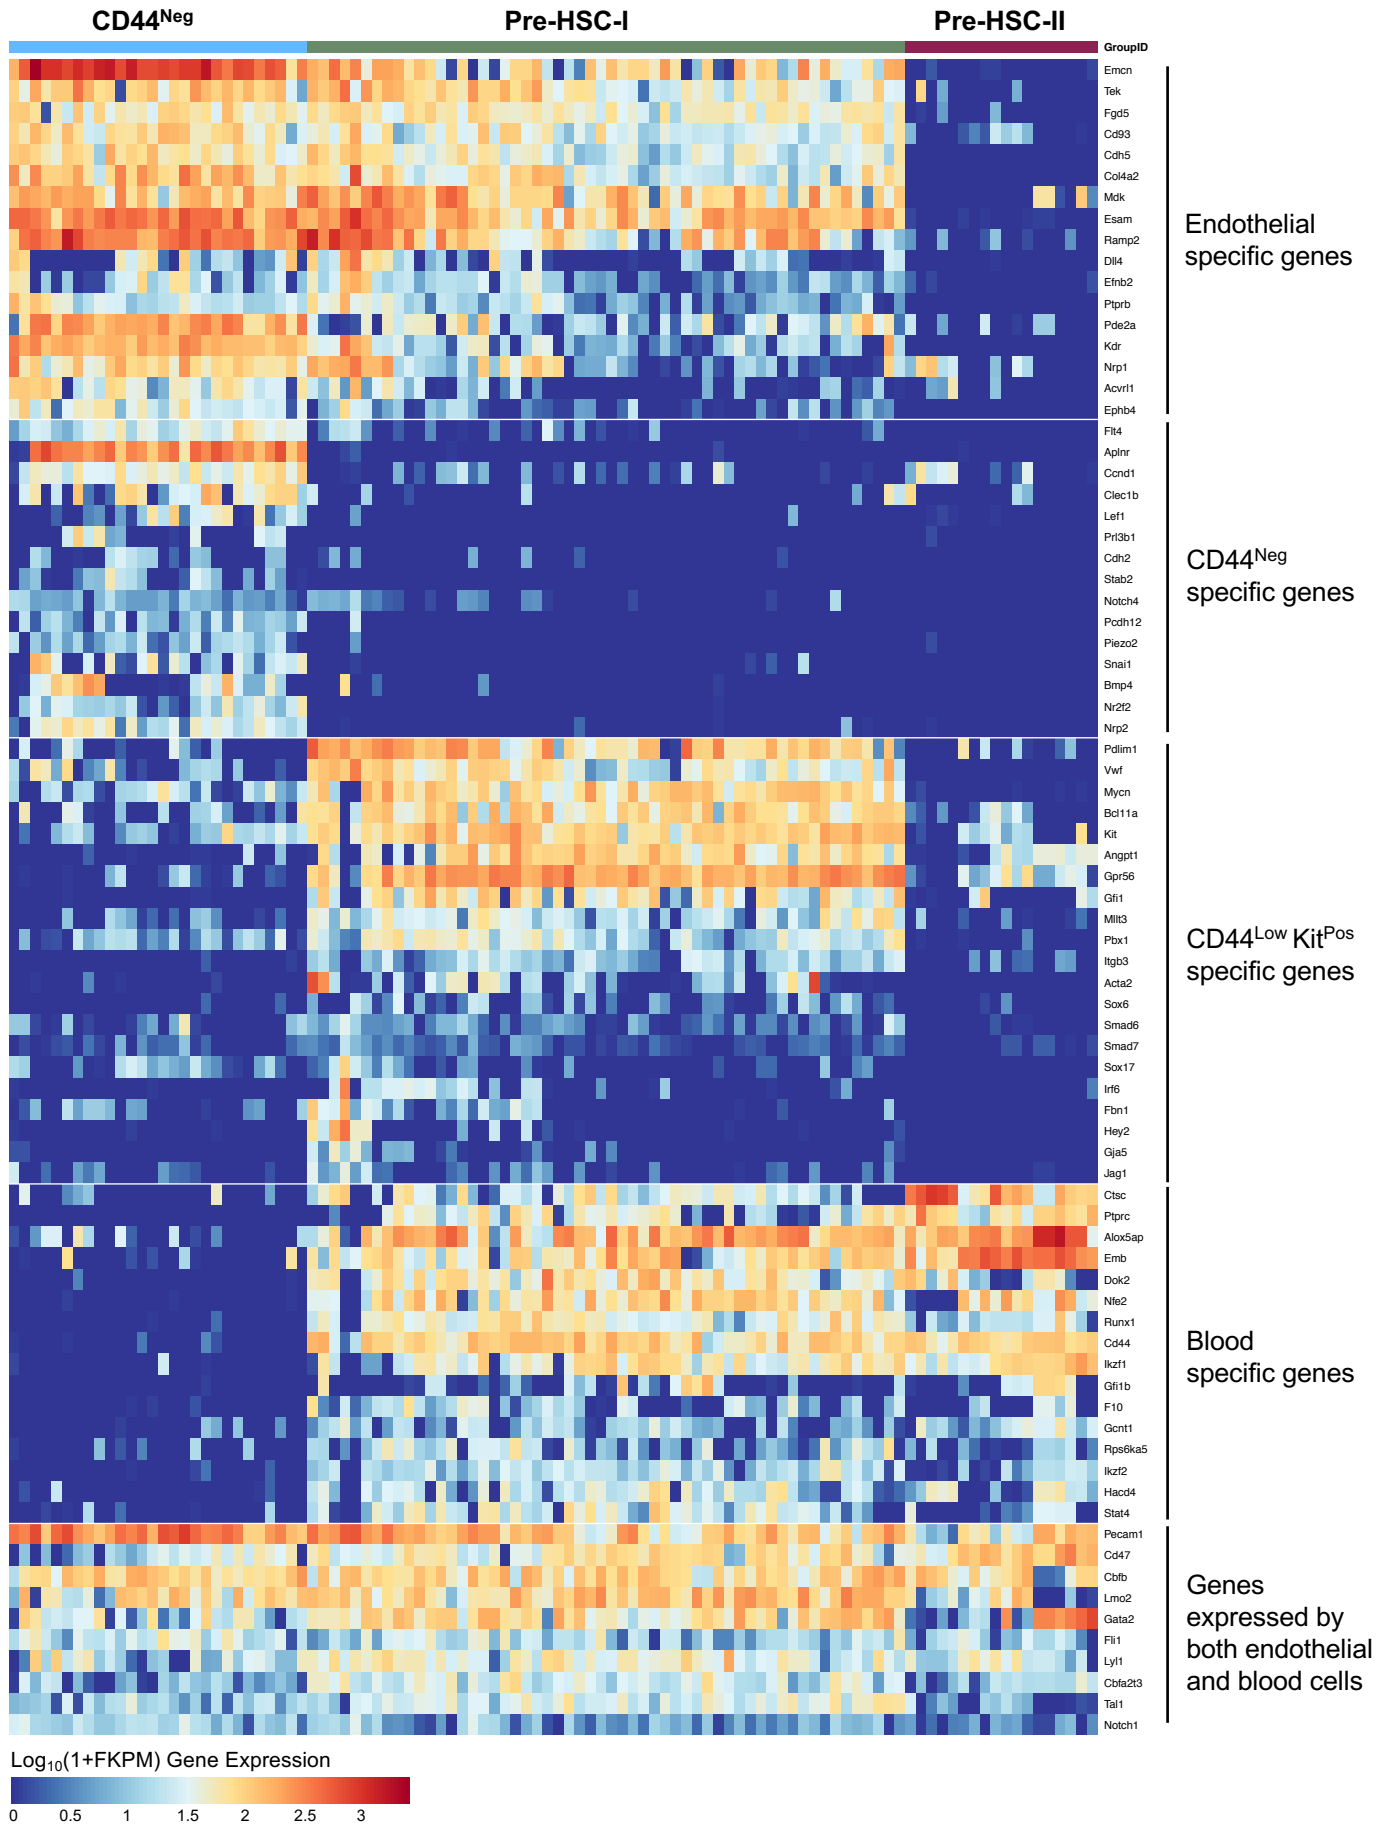 CD44Neg Pre-HSC-I Pre-HSC-II
GroupID
Emcn
Tek
Fgd5
Cd93
Cdh5
Col4a2
Mdk
Esam
Ramp2
Dll4
Efnb2
Ptprb
Pde2a
Kdr
Nrp1
Acvrl1
Ephb4
Endothelial
specific genes
Flt4
Aplnr
Ccnd1
Clec1b
Lef1
Prl3b1
Cdh2
Stab2
Notch4
Pcdh12
Piezo2
Snai1
Bmp4
Nr2f2
Nrp2
CD44Neg
specific genes
Pdlim1
Vwf
Mycn
Bcl11a
Kit
Angpt1
Gpr56
Gfi1
Mllt3
Pbx1
Itgb3
Acta2
Sox6
Smad6
Smad7
Sox17
Irf6
Fbn1
Hey2
Gja5
Jag1
CD44Low KitPos
specific genes
Ctsc
Ptprc
Alox5ap
Emb
Dok2
Nfe2
Runx1
Cd44
Ikzf1
Gfi1b
F10
Gcnt1
Rps6ka5
Ikzf2
Hacd4
Stat4
Blood
specific genes
Pecam1
Cd47
Cbfb
Lmo2
Gata2
Fli1
Lyl1
Cbfa2t3
Tal1
Notch1
Genes
expressed by
both endothelial
and blood cells
Log10(1+FKPM) Gene Expression
0 0.5 1 1.5 2 2.5 3